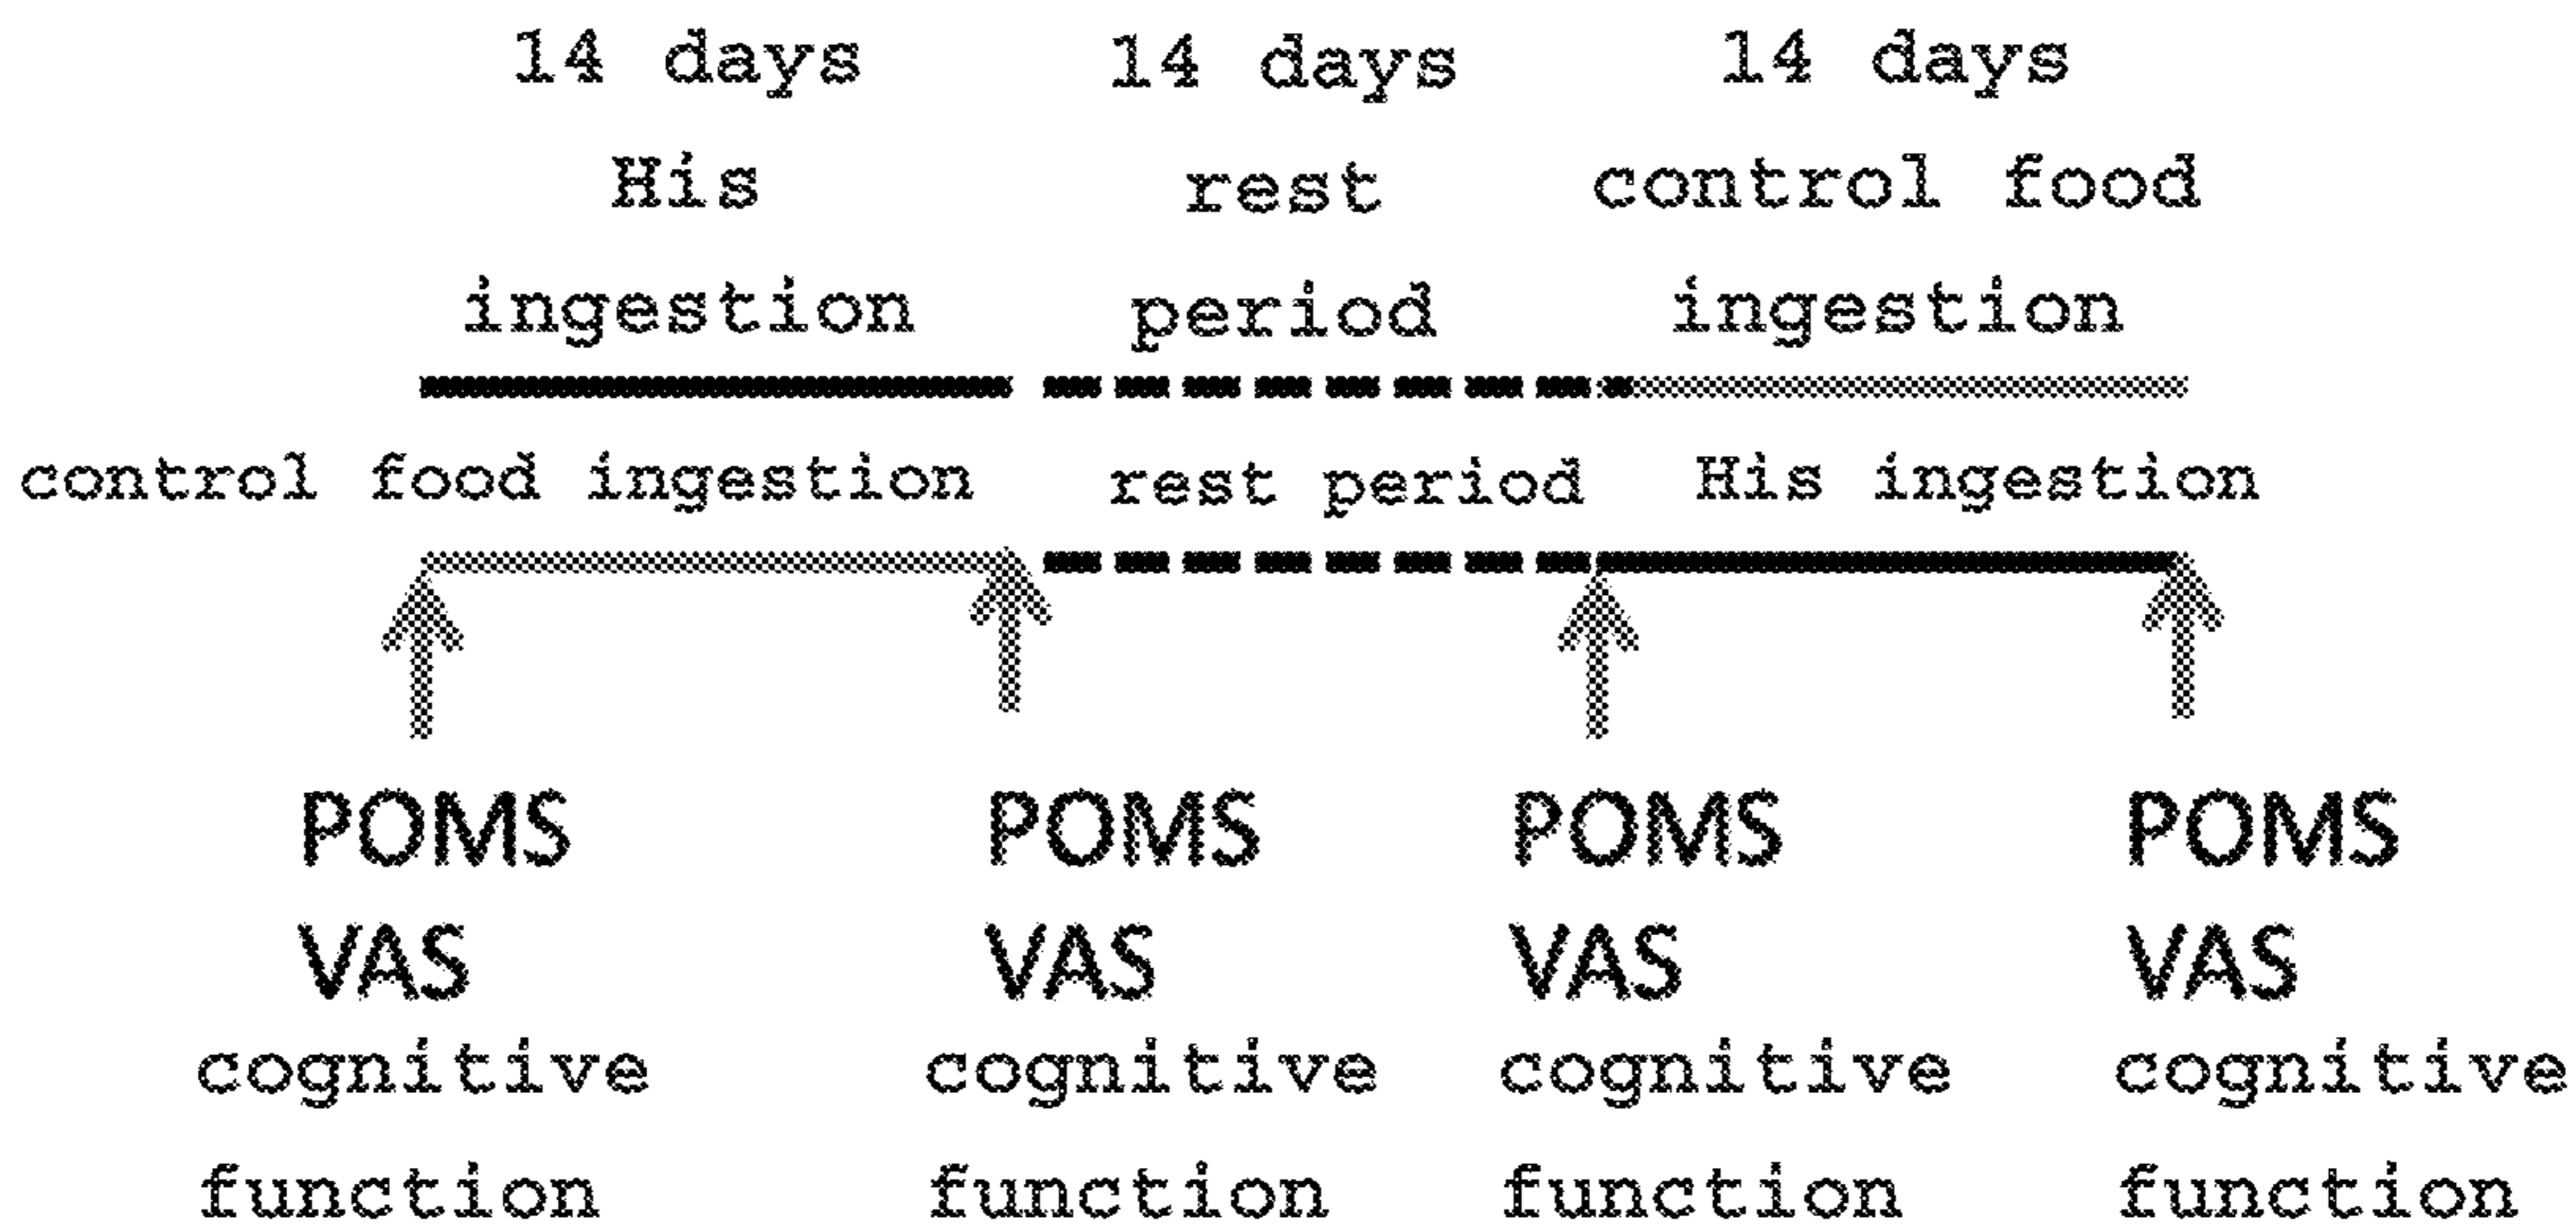 14 days 14 days 14 days
His rest control food
ingestion period ingestion
control food ingestion rest period His ingestion
POMS POMS POMS POMS
VAS VAS VAS VAS
cognitive cognitive cognitive cognitive
function function function function